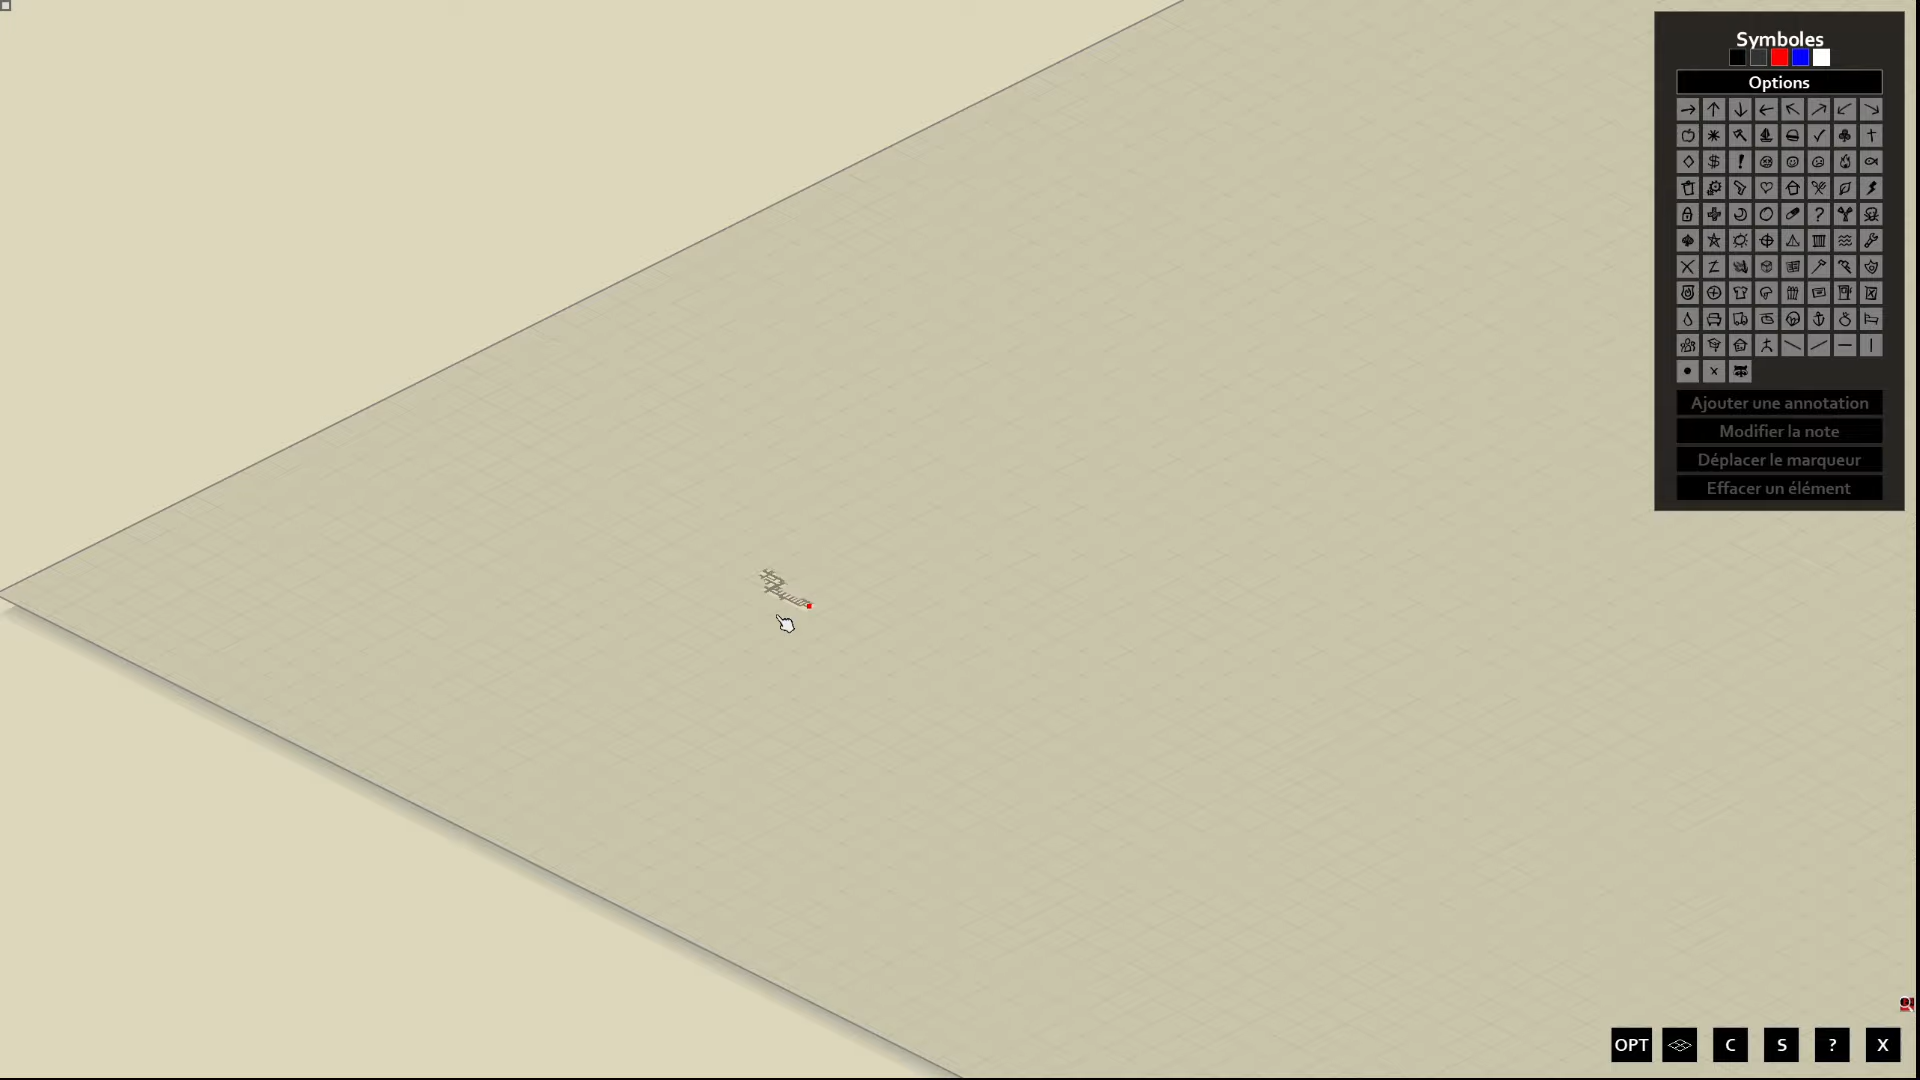 Symboles
Options
Ajouter une annotation
Modifier la note
Déplacer le marqueur
Effacer un élément
OPT
C
S
?
X